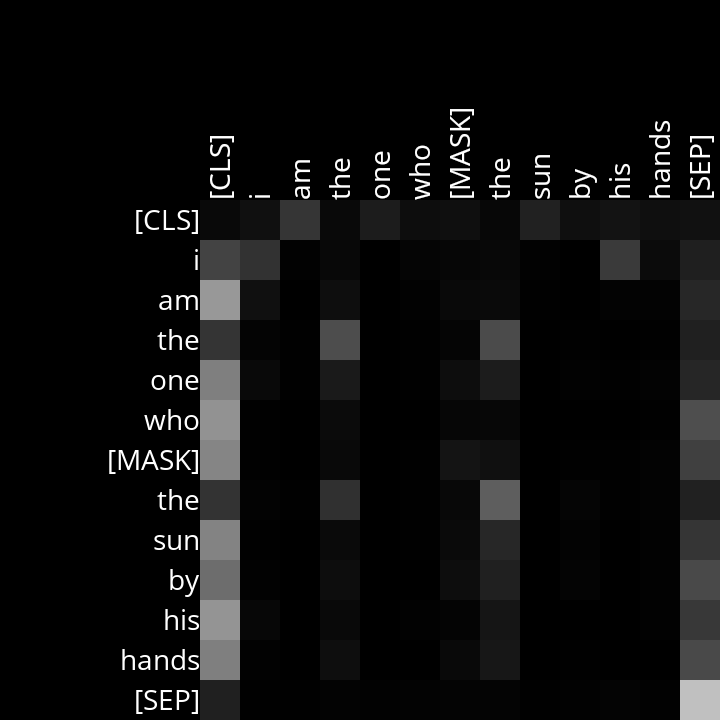 [CLS] i am the one who [MASK] the sun by his hands [SEP]
[CLS]
i
am
the
one
who
[MASK]
the
sun
by
his
hands
[SEP]